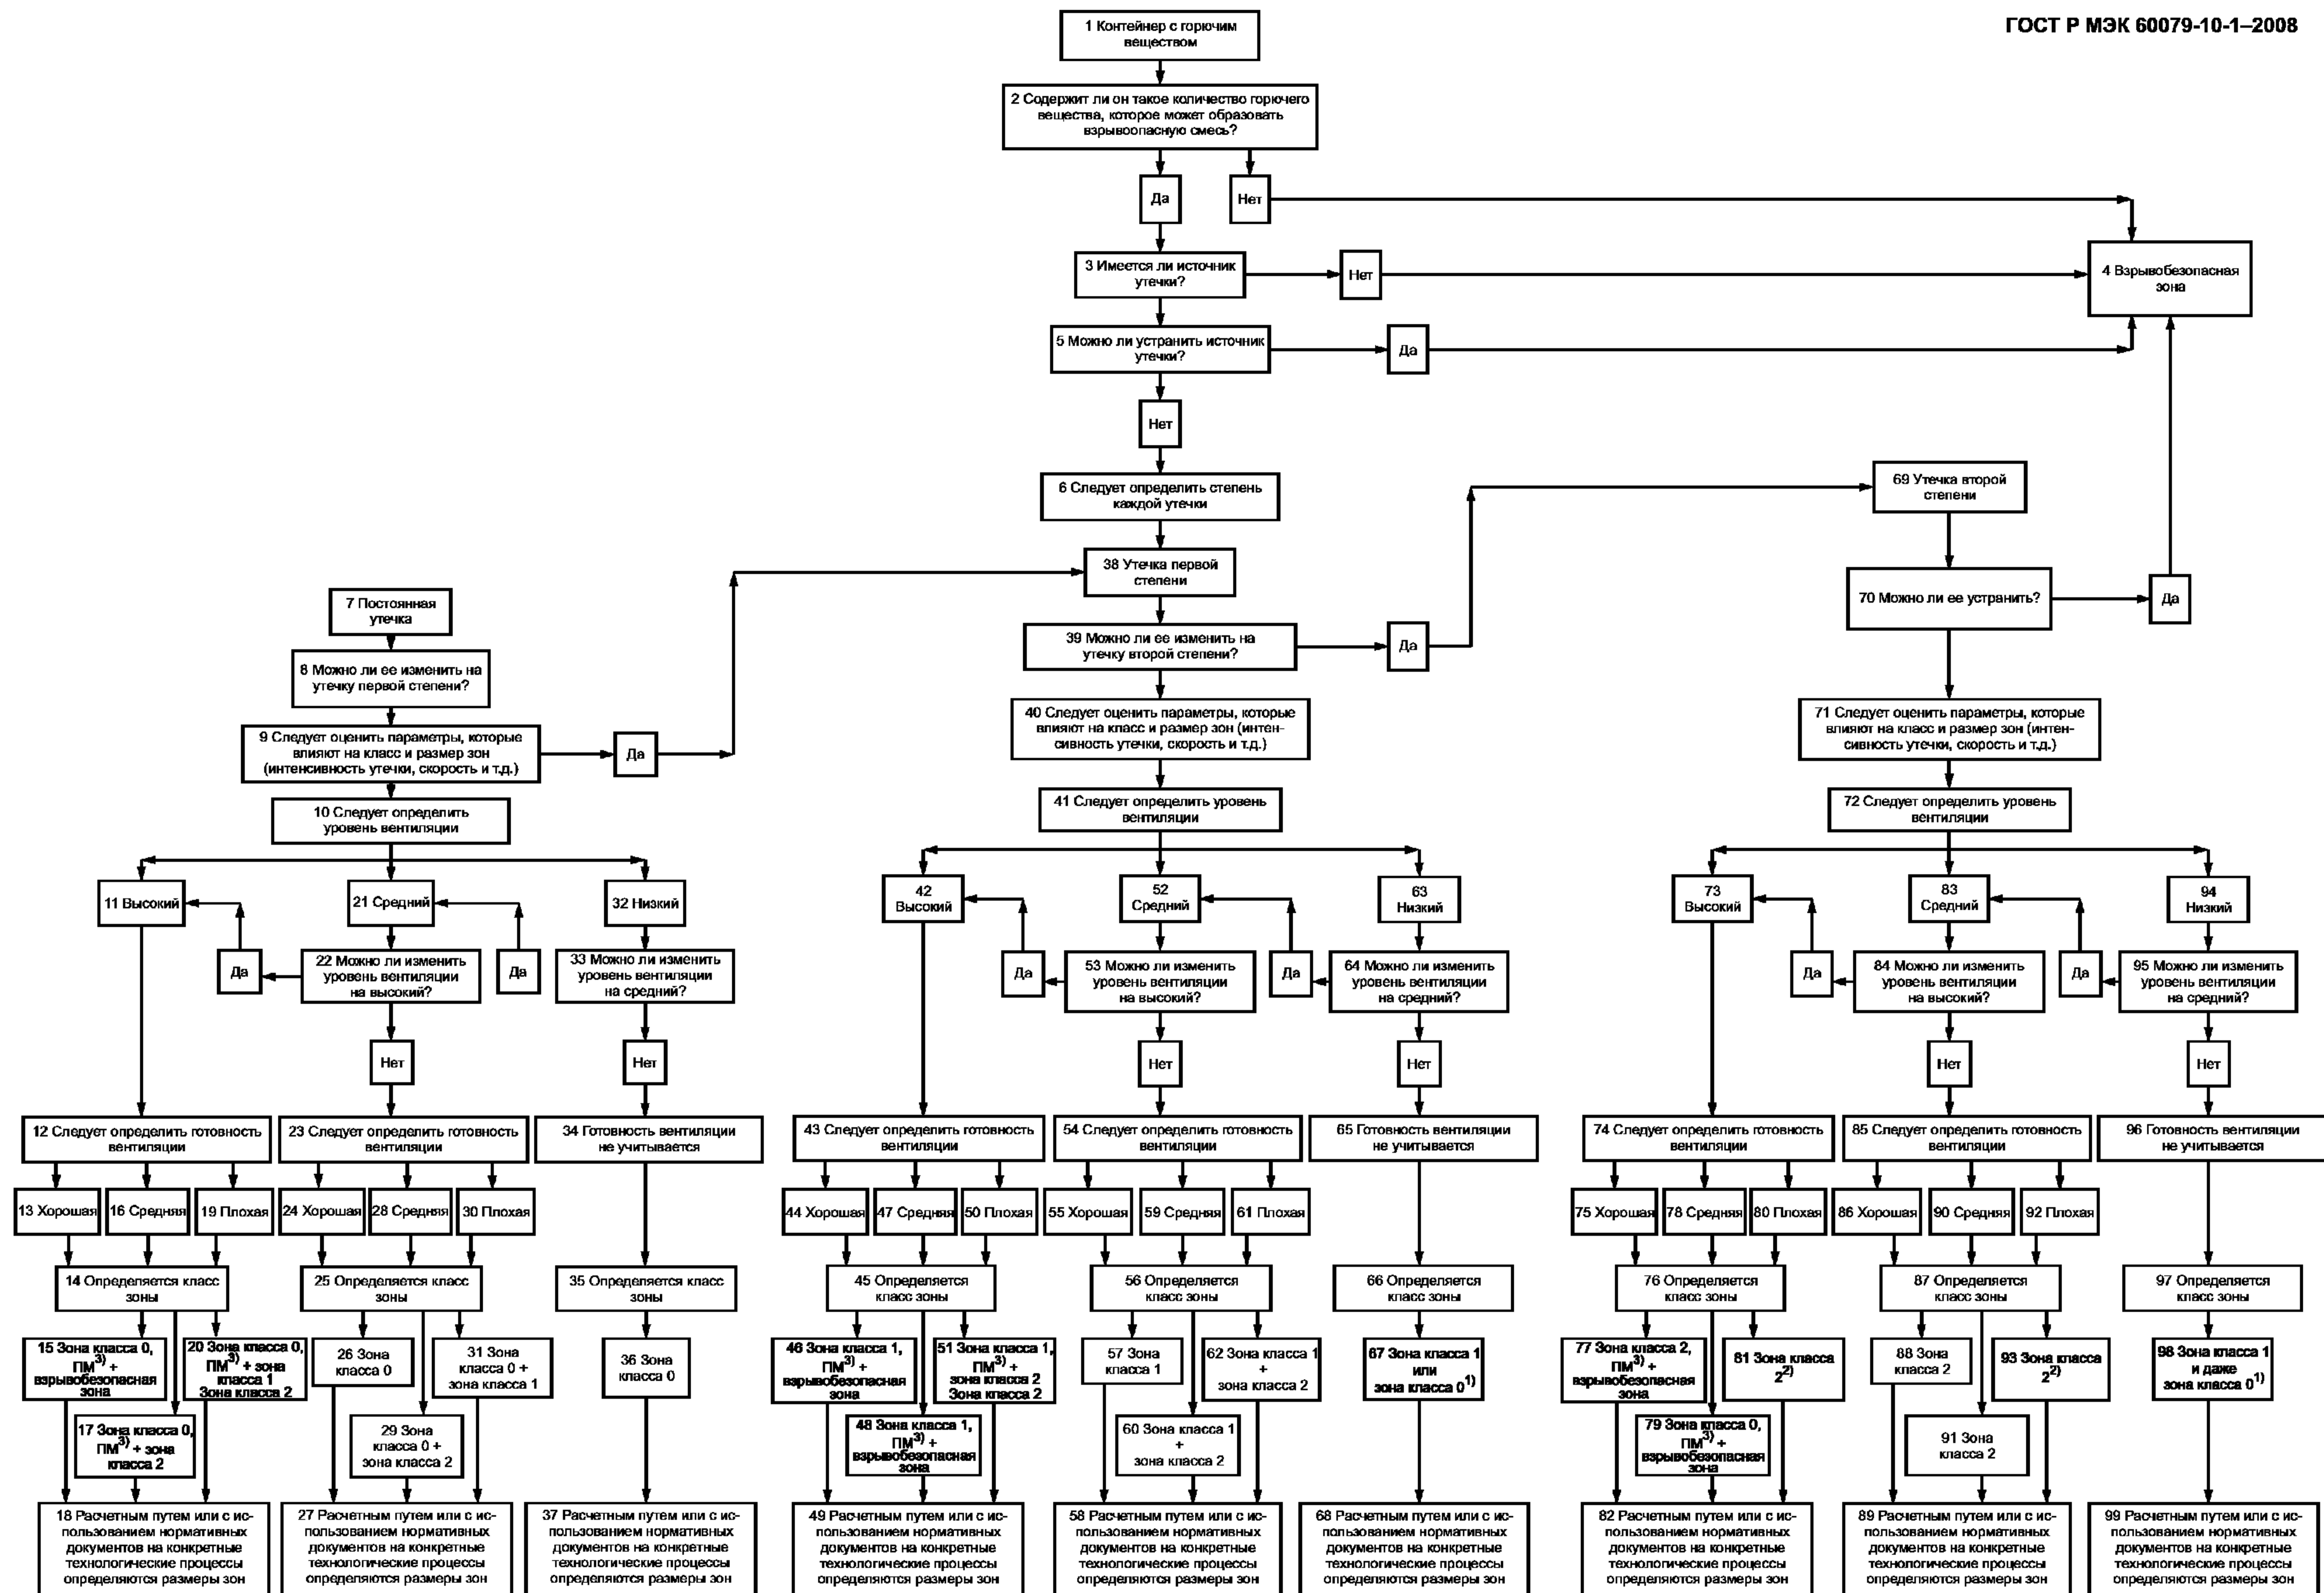 ГОСТ Р МЭК 60079-10-1–2008
1 Контейнер с горючим
веществом
2 Содержит ли он такое количество горючего
вещества, которое может образовать
взрывоопасную смесь?
Да
Нет
3 Имеется ли источник
утечки?
Нет
4 Взрывобезопасная
зона
5 Можно ли устранить источник
утечки?
Да
Нет
6 Следует определить степень
каждой утечки
69 Утечка второй
степени
38 Утечка первой
степени
7 Постоянная
утечка
70 Можно ли ее устранить?
Да
39 Можно ли ее изменить на
утечку второй степени?
Да
8 Можно ли ее изменить на
утечку первой степени?
9 Следует оценить параметры, которые
влияют на класс и размер зон
(интенсивность утечки, скорость и т.д.)
Да
40 Следует оценить параметры, которые
влияют на класс и размер зон (интен-
сивность утечки, скорость и т.д.)
71 Следует оценить параметры, которые
влияют на класс и размер зон (интен-
сивность утечки, скорость и т.д.)
10 Следует определить
уровень вентиляции
41 Следует определить уровень
вентиляции
72 Следует определить уровень
вентиляции
11 Высокий
21 Средний
32 Низкий
42
Высокий
52
Средний
63
Низкий
73
Высокий
83
Средний
94
Низкий
Да
22 Можно ли изменить
уровень вентиляции
на высокий?
Да
33 Можно ли изменить
уровень вентиляции
на средний?
Да
53 Можно ли изменить
уровень вентиляции
на высокий?
Да
64 Можно ли изменить
уровень вентиляции
на средний?
Да
84 Можно ли изменить
уровень вентиляции
на высокий?
Да
95 Можно ли изменить
уровень вентиляции
на средний?
Нет
Нет
Нет
Нет
Нет
Нет
12 Следует определить готовность
вентиляции
23 Следует определить готовность
вентиляции
34 Готовность вентиляции
не учитывается
43 Следует определить готовность
вентиляции
54 Следует определить готовность
вентиляции
65 Готовность вентиляции
не учитывается
74 Следует определить готовность
вентиляции
85 Следует определить готовность
вентиляции
96 Готовность вентиляции
не учитывается
13 Хорошая
16 Средняя
19 Плохая
24 Хорошая
28 Средняя
30 Плохая
44 Хорошая
47 Средняя
50 Плохая
55 Хорошая
59 Средняя
61 Плохая
75 Хорошая
78 Средняя
80 Плохая
86 Хорошая
90 Средняя
92 Плохая
14 Определяется класс
зоны
25 Определяется класс
зоны
35 Определяется класс
зоны
45 Определяется
класс зоны
56 Определяется
класс зоны
66 Определяется
класс зоны
76 Определяется
класс зоны
87 Определяется
класс зоны
97 Определяется
класс зоны
15 Зона класса 0,
ПМ3) +
взрывобезопасная
зона
20 Зона класса 0,
ПМ3) + зона
класса 1
Зона класса 2
26 Зона
класса 0
31 Зона
класса 0 +
зона класса 1
36 Зона
класса 0
46 Зона класса 1,
ПМ3) +
взрывобезопасная
зона
51 Зона класса 1,
ПМ3) +
зона класса 2
Зона класса 2
57 Зона
класса 1
62 Зона класса 1
+
зона класса 2
67 Зона класса 1
или
зона класса 01)
77 Зона класса 2,
ПМ3) +
взрывобезопасная
зона
81 Зона класса
22)
88 Зона
класса 2
93 Зона класса
22)
98 Зона класса 1
и даже
зона класса 01)
17 Зона класса 0,
ПМ3) + зона
класса 2
29 Зона
класса 0 +
зона класса 2
48 Зона класса 1,
ПМ3) +
взрывобезопасная
зона
60 Зона класса 1
+
зона класса 2
79 Зона класса 0,
ПМ3) +
взрывобезопасная
зона
91 Зона
класса 2
18 Расчетным путем или с ис-
пользованием нормативных
документов на конкретные
технологические процессы
определяются размеры зон
27 Расчетным путем или с ис-
пользованием нормативных
документов на конкретные
технологические процессы
определяются размеры зон
37 Расчетным путем или с ис-
пользованием нормативных
документов на конкретные
технологические процессы
определяются размеры зон
49 Расчетным путем или с ис-
пользованием нормативных
документов на конкретные
технологические процессы
определяются размеры зон
58 Расчетным путем или с ис-
пользованием нормативных
документов на конкретные
технологические процессы
определяются размеры зон
68 Расчетным путем или с ис-
пользованием нормативных
документов на конкретные
технологические процессы
определяются размеры зон
82 Расчетным путем или с ис-
пользованием нормативных
документов на конкретные
технологические процессы
определяются размеры зон
89 Расчетным путем или с ис-
пользованием нормативных
документов на конкретные
технологические процессы
определяются размеры зон
99 Расчетным путем или с ис-
пользованием нормативных
документов на конкретные
технологические процессы
определяются размеры зон